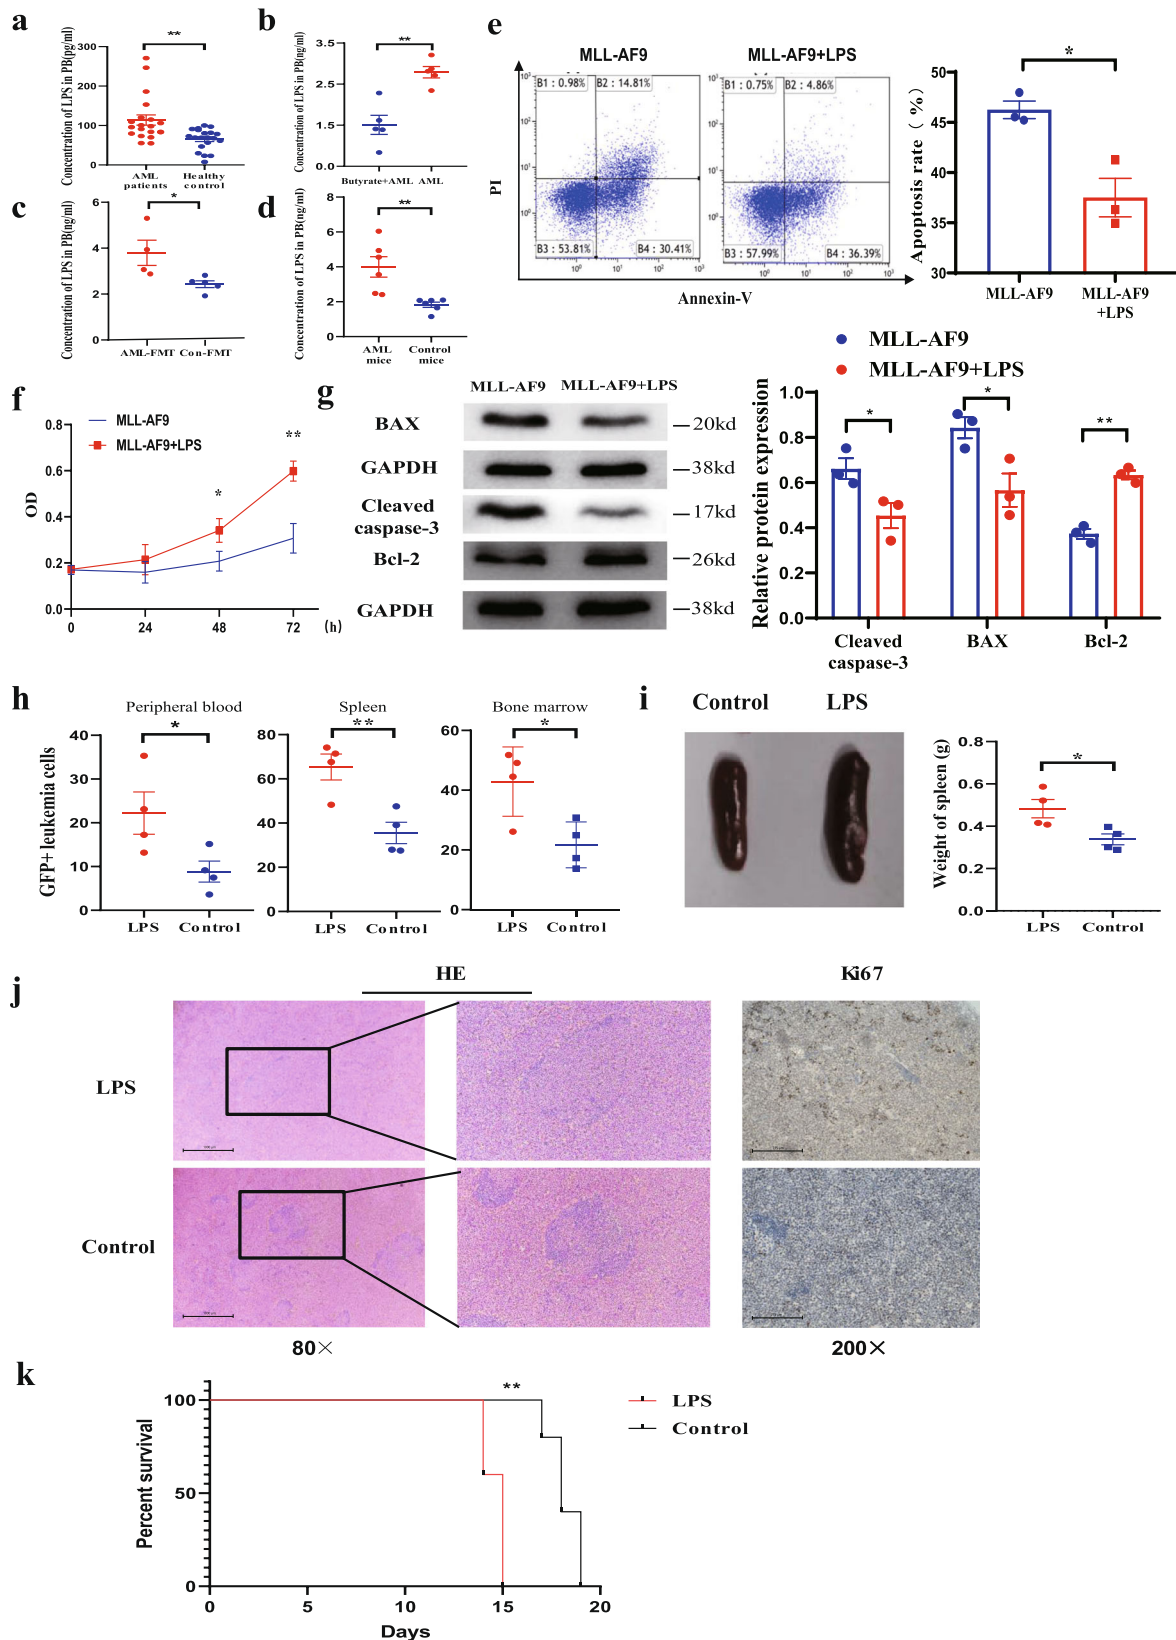 a
b
e
**
**
MLL-AF9
MLL-AF9+LPS
*
Concentration of LPS in PB(pg/ml)
300
200
100
0
AML
patients
Healthy
control
Concentration of LPS in PB(ng/ml)
3.5
1.5
0.0
Butyrate+AML
AML
PI
B1 : 0.98%
B2 : 14.81%
B3 : 53.81%
B4 : 30.41%
B1 : 0.75%
B2 : 4.86%
B3 : 57.99%
B4 : 36.39%
Annexin-V
Apoptosis rate ( %)
50
45
40
35
30
MLL-AF9
MLL-AF9
+LPS
c
d
*
**
Concentration of LPS in PB(ng/ml)
6
4
2
0
AML-FMT
Con-FMT
Concentration of LPS in PB(ng/ml)
6
4
2
0
AML
mice
Control
mice
f
g
MLL-AF9
MLL-AF9+LPS
OD
0.8
0.6
0.4
0.2
0.0
*
**
0
24
48
72
(h)
MLL-AF9
MLL-AF9+LPS
BAX
20kd
GAPDH
38kd
Cleaved
caspase-3
17kd
Bcl-2
26kd
GAPDH
38kd
MLL-AF9
MLL-AF9+LPS
Relative protein expression
1.0
0.8
0.6
0.4
0.2
0.0
*
*
**
Cleaved
caspase-3
BAX
Bcl-2
h
i
Peripheral blood
Spleen
Bone marrow
GFP+ leukemia cells
*
40
30
20
10
0
LPS
Control
**
80
60
40
20
0
LPS
Control
*
60
40
20
0
LPS
Control
Control
LPS
Weight of spleen (g)
0.8
0.6
0.4
0.2
0.0
*
LPS
Control
j
HE
Ki67
LPS
Control
80×
200×
k
**
LPS
Control
Percent survival
100
50
0
0
5
10
15
20
Days